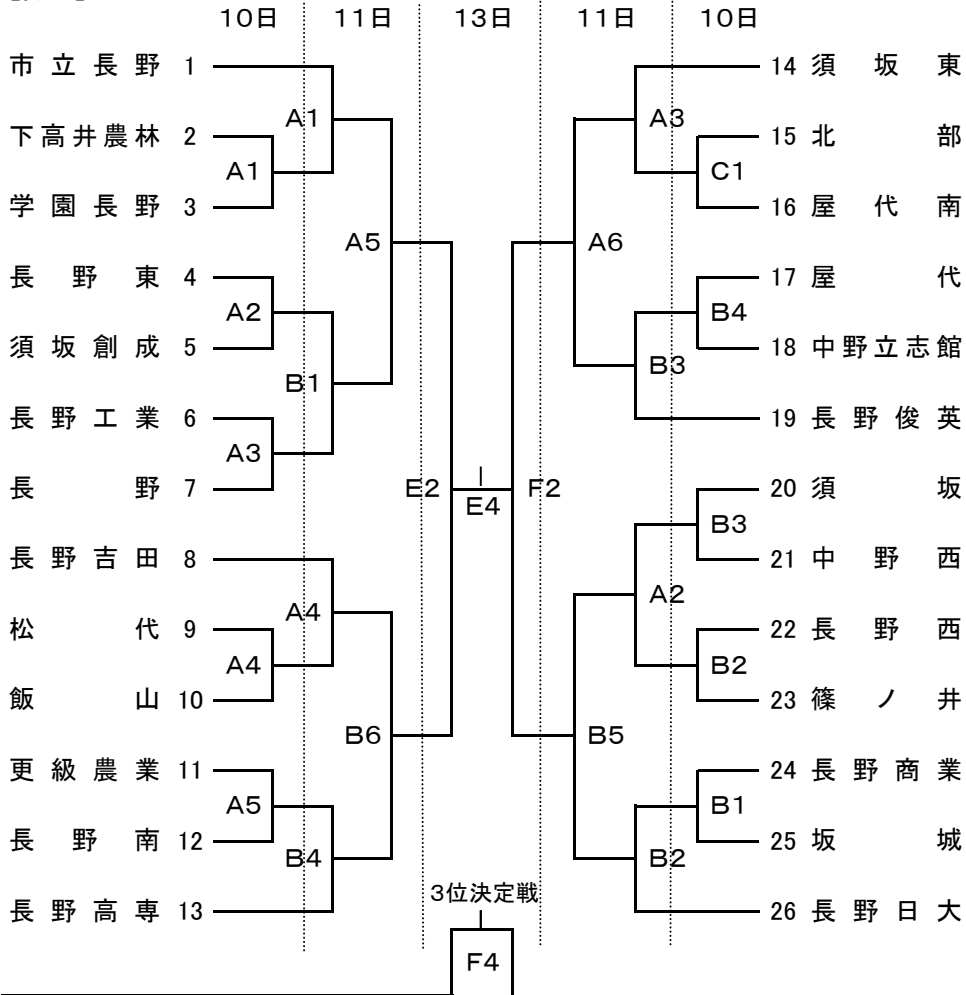 10日 11日 13日 11日 10日
市立長野 1 14 須坂東
A1 A3
下高井農林 2 15 北部
A1 C1
学園長野 3 16 屋代南
A5 A6
長野東 4 17 屋代
A2 B4
須坂創成 5 18 中野立志館
B1 B3
長野工業 6 19 長野俊英
A3
長野 7 E2 E4 F2 20 須坂
B3
長野吉田 8 21 中野西
A4 A2
松代 9 22 長野西
A4 B2
飯山 10 23 篠ノ井
B6 B5
更級農業 11 24 長野商業
A5 B1
長野南 12 25 坂城
B4 B2
3位決定戦
長野高専 13 26 長野日大
F4